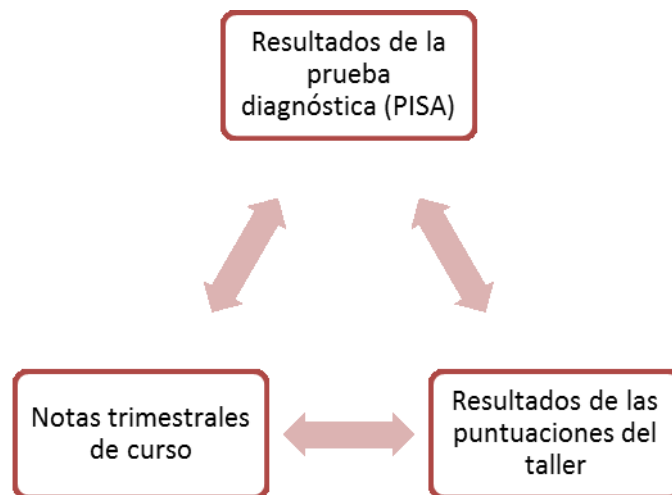 Resultados de la
prueba
diagnóstica (PISA)
Notas trimestrales
de curso
Resultados de las
puntuaciones del
taller